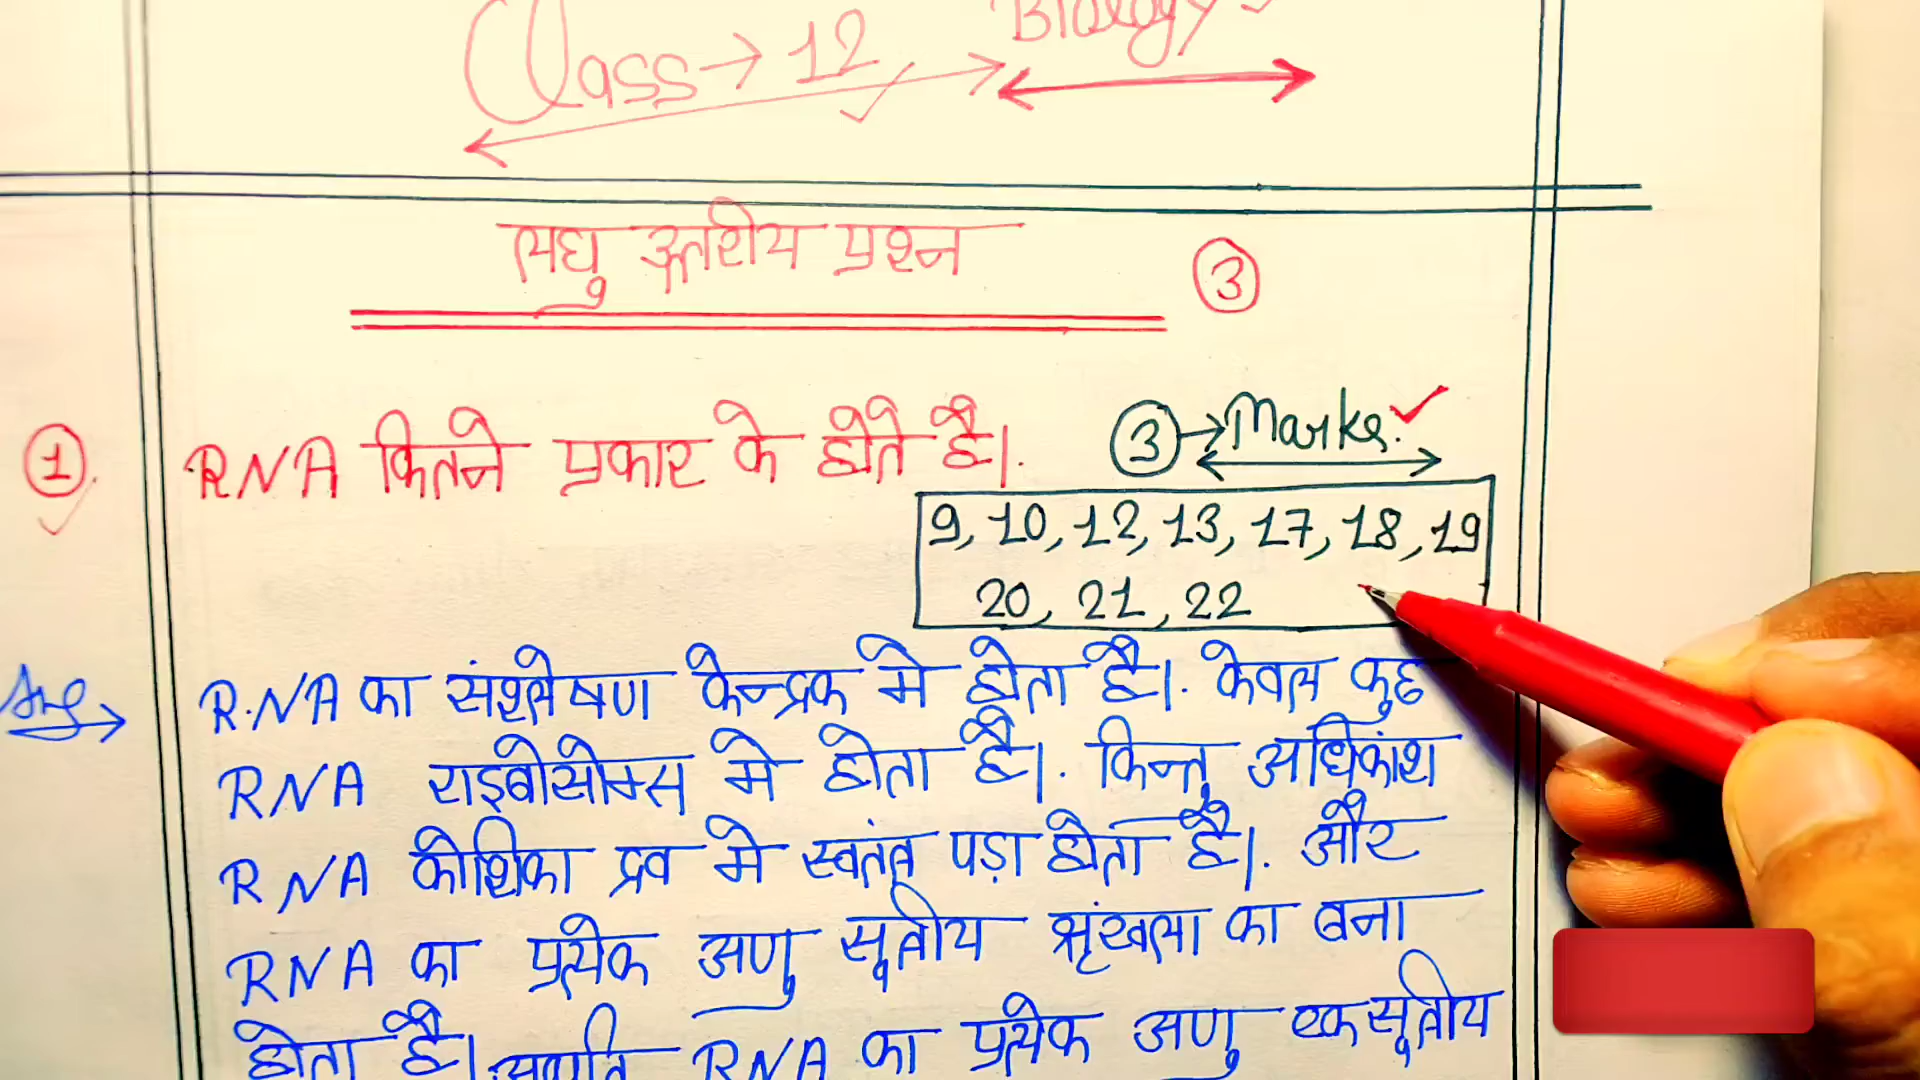 Class → 12 Biology
लघु उत्तरीय प्रश्न ③
① RNA कितने प्रकार के होते है। ③ → Marks.
9, 10, 12, 13, 17, 18, 19
20, 21, 22
Ans → RNA का संश्लेषण केन्द्रक मे होता है। केवल कुछ
RNA राइबोसोम्स मे होता है। किन्तु अधिकांश
RNA कोशिका द्रव मे स्वतंत्र पड़ा होता है। और
RNA का प्रत्येक अणु सूत्रीय श्रृंखला का बना
होता है। अर्थात RNA का प्रत्येक अणु एकसूत्रीय